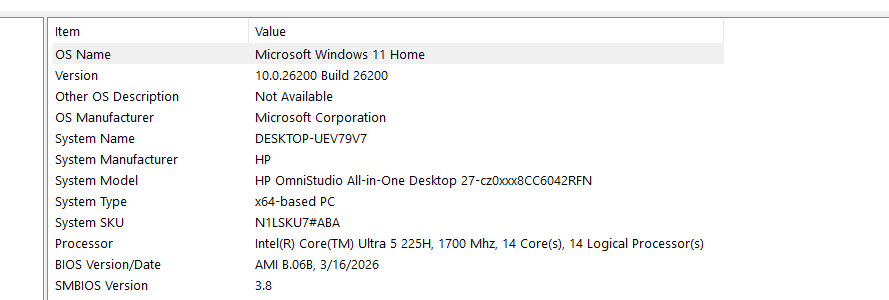 Item Value
OS Name Microsoft Windows 11 Home
Version 10.0.26200 Build 26200
Other OS Description Not Available
OS Manufacturer Microsoft Corporation
System Name DESKTOP-UEV79V7
System Manufacturer HP
System Model HP OmniStudio All-in-One Desktop 27-cz0xxx8CC6042RFN
System Type x64-based PC
System SKU N1LSKU7#ABA
Processor Intel(R) Core(TM) Ultra 5 225H, 1700 Mhz, 14 Core(s), 14 Logical Processor(s)
BIOS Version/Date AMI B.06B, 3/16/2026
SMBIOS Version 3.8